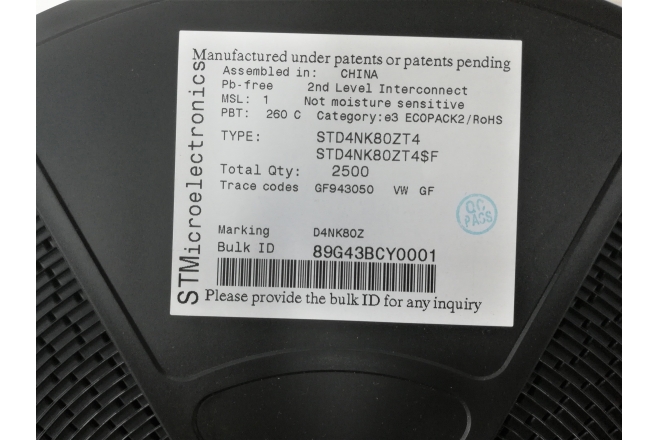 STMicroelectronics
Manufactured under patents or patents pending
Assembled in: CHINA
Pb-free 2nd Level Interconnect
MSL: 1 Not moisture sensitive
PBT: 260 C Category:e3 ECOPACK2/RoHS
TYPE: STD4NK80ZT4
STD4NK80ZT4$F
Total Qty: 2500
Trace codes GF943050 VW GF
QC
PACS
Marking D4NK80Z
Bulk ID 89G43BCY0001
Please provide the bulk ID for any inquiry